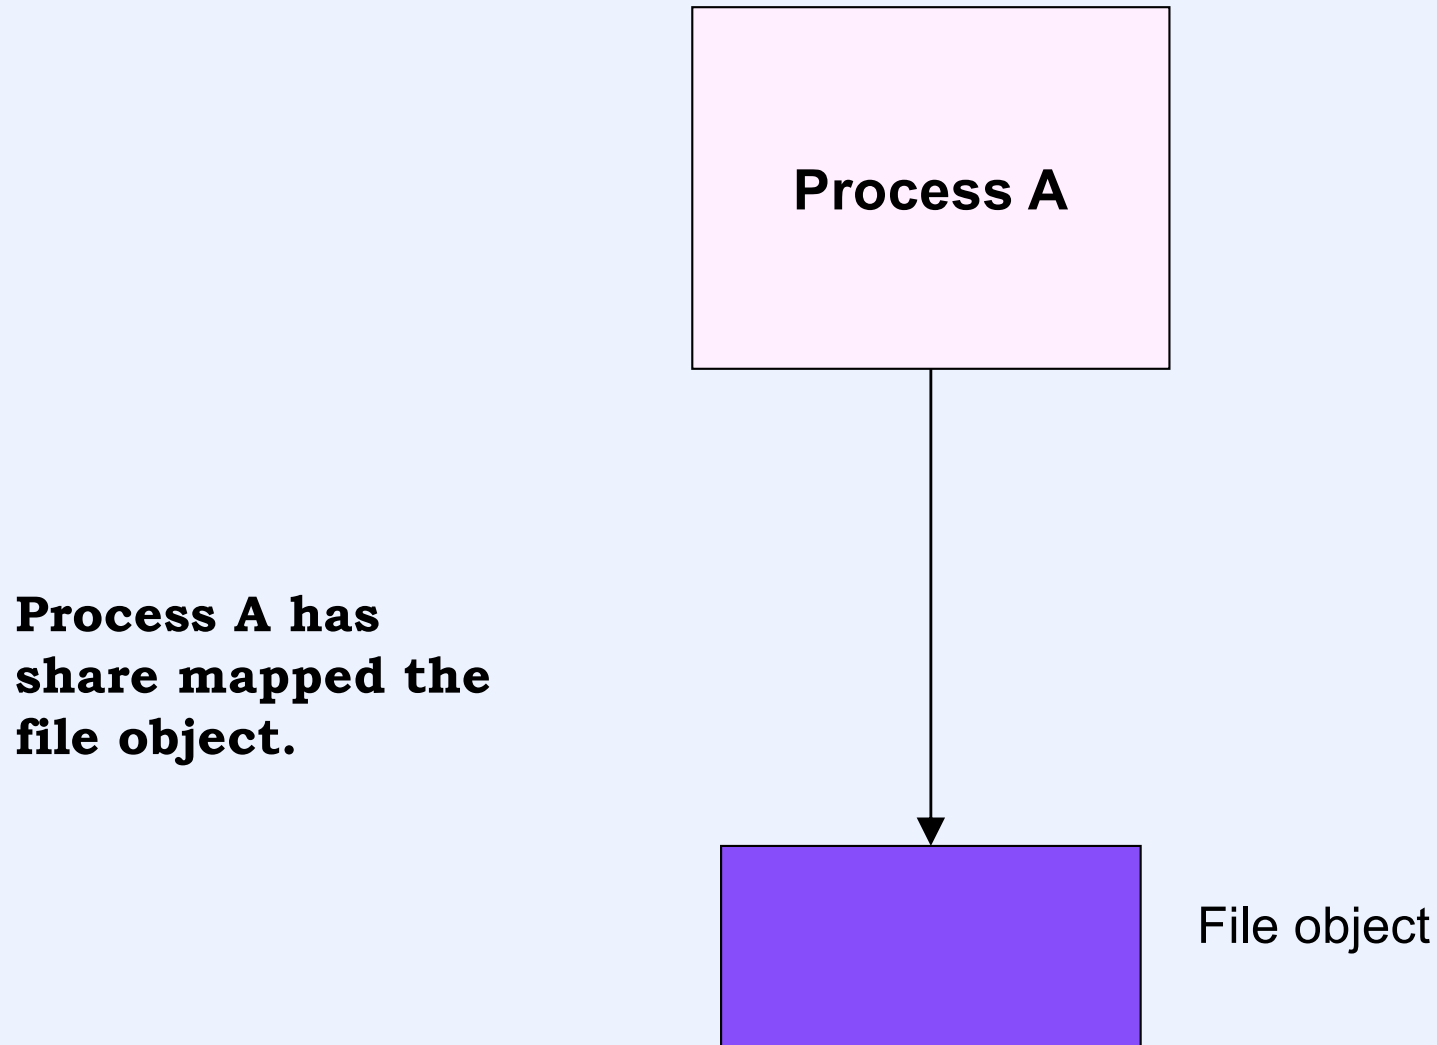 Process A
Process A has
share mapped the
file object.
File object